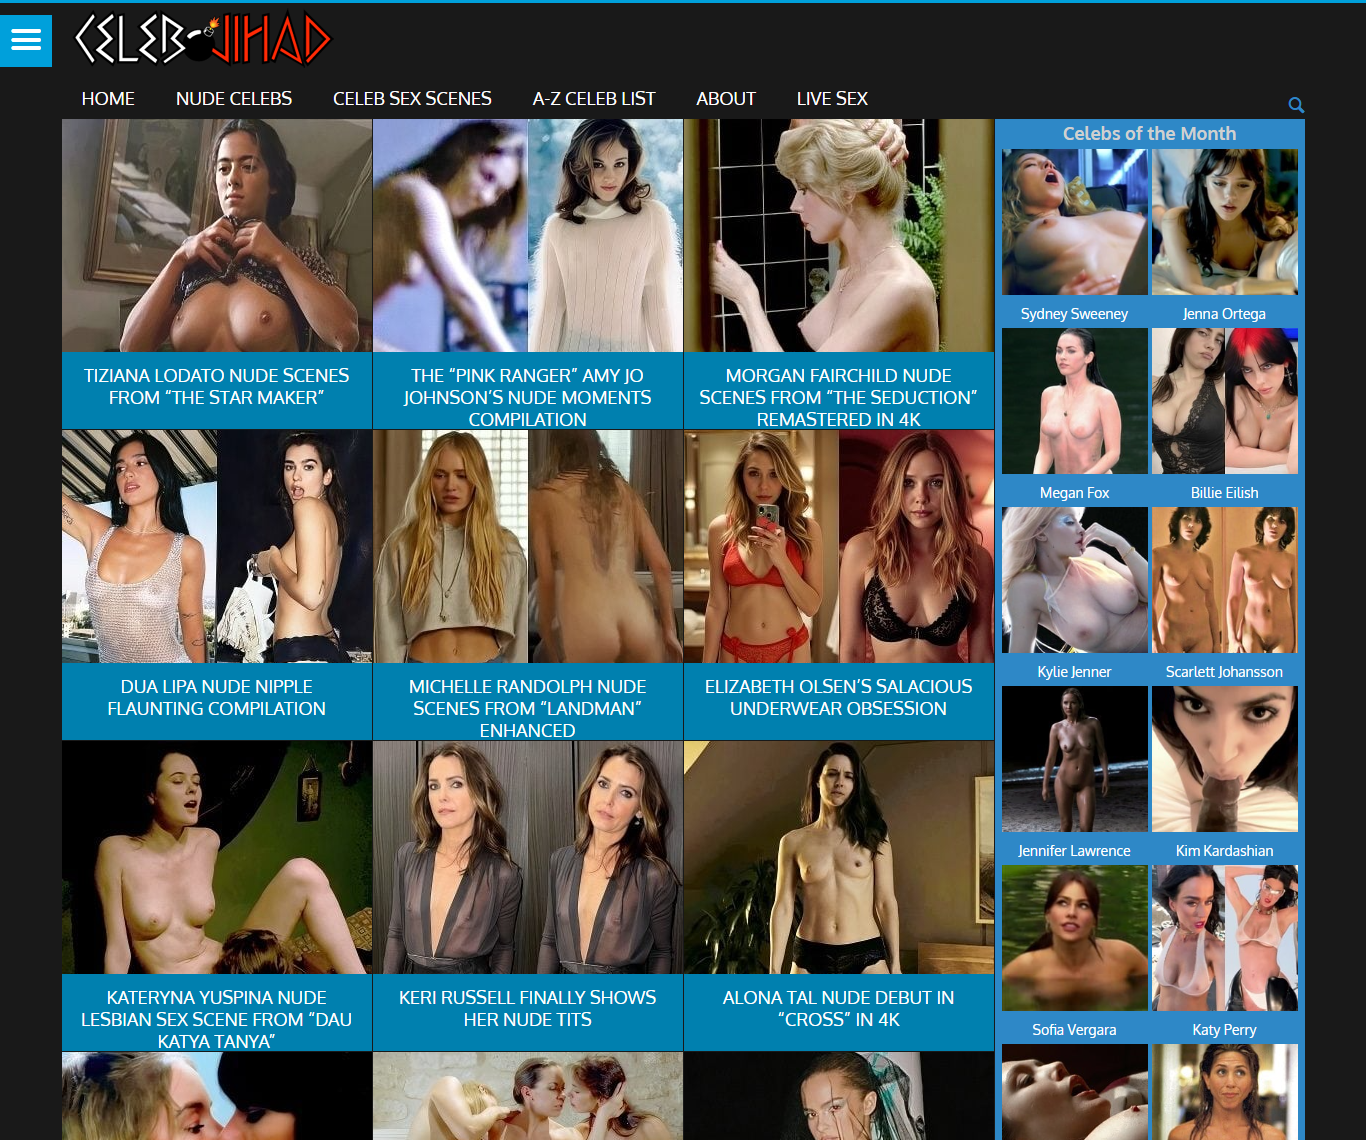 CELEB JIHAD
HOME NUDE CELEBS CELEB SEX SCENES A-Z CELEB LIST ABOUT LIVE SEX
Celebs of the Month
TIZIANA LODATO NUDE SCENES
FROM “THE STAR MAKER”
THE “PINK RANGER” AMY JO
JOHNSON’S NUDE MOMENTS
COMPILATION
MORGAN FAIRCHILD NUDE
SCENES FROM “THE SEDUCTION”
REMASTERED IN 4K
DUA LIPA NUDE NIPPLE
FLAUNTING COMPILATION
MICHELLE RANDOLPH NUDE
SCENES FROM “LANDMAN”
ENHANCED
ELIZABETH OLSEN’S SALACIOUS
UNDERWEAR OBSESSION
KATERYNA YUSPINA NUDE
LESBIAN SEX SCENE FROM “DAU
KATYA TANYA”
KERI RUSSELL FINALLY SHOWS
HER NUDE TITS
ALONA TAL NUDE DEBUT IN
“CROSS” IN 4K
Sydney Sweeney Jenna Ortega
Megan Fox Billie Eilish
Kylie Jenner Scarlett Johansson
Jennifer Lawrence Kim Kardashian
Sofia Vergara Katy Perry